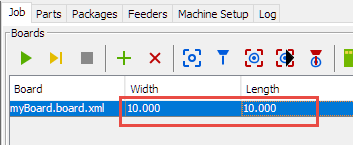 Job Parts Packages Feeders Machine Setup Log
Boards
Board Width Length
myBoard.board.xml 10.000 10.000